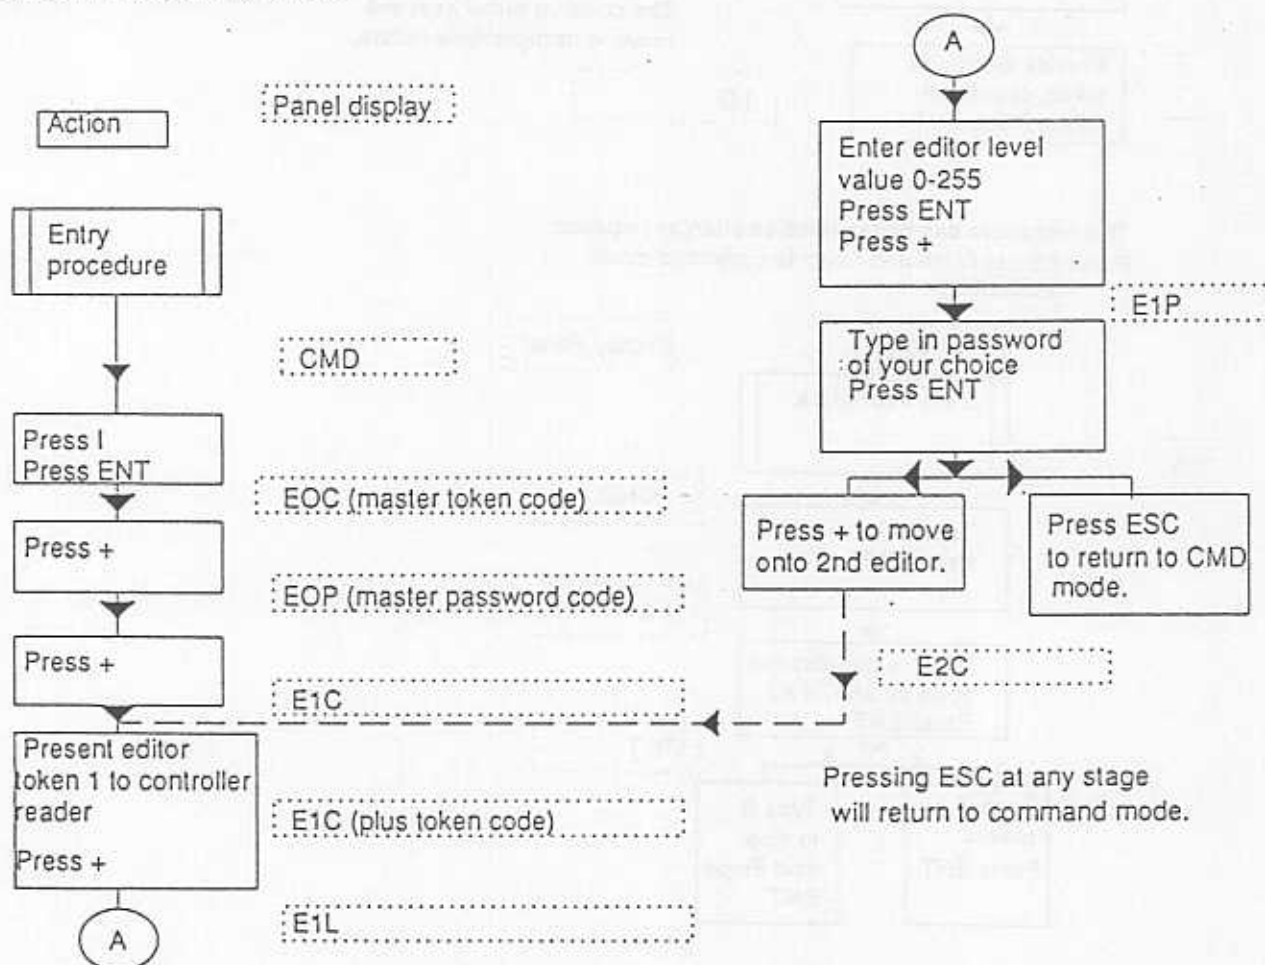 Action
Panel display
Entry
procedure
CMD
Press I
Press ENT
EOC (master token code)
Press +
EOP (master password code)
Press +
E1C
Present editor
token 1 to controller
reader
Press +
E1C (plus token code)
E1L
A
A
Enter editor level
value 0-255
Press ENT
Press +
E1P
Type in password
of your choice
Press ENT
Press + to move
onto 2nd editor.
Press ESC
to return to CMD
mode.
E2C
Pressing ESC at any stage
will return to command mode.